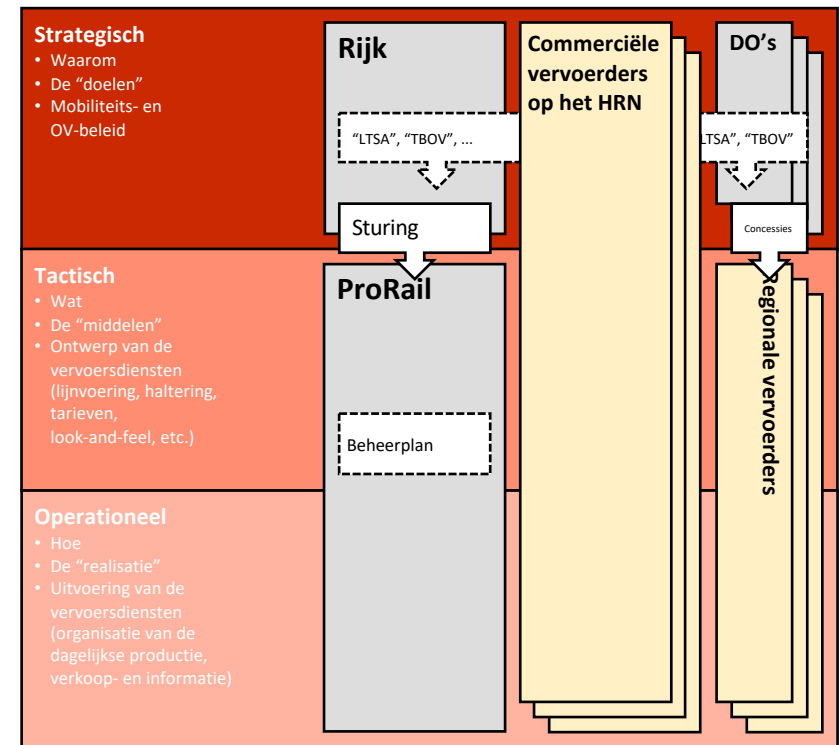 Strategisch
• Waarom
• De “doelen”
• Mobiliteits- en
OV-beleid
Rijk
“LTSA”, “TBOV”, ...
Sturing
Commerciële
vervoerders
op het HRN
DO’s
LTSA”, “TBOV”
Concessies
Tactisch
• Wat
• De “middelen”
• Ontwerp van de
vervoersdiensten
(lijnvoering, haltering,
tarieven,
look-and-feel, etc.)
ProRail
Beheerplan
Regionale vervoerders
Operationeel
• Hoe
• De “realisatie”
• Uitvoering van de
vervoersdiensten
(organisatie van de
dagelijkse productie,
verkoop- en informatie)